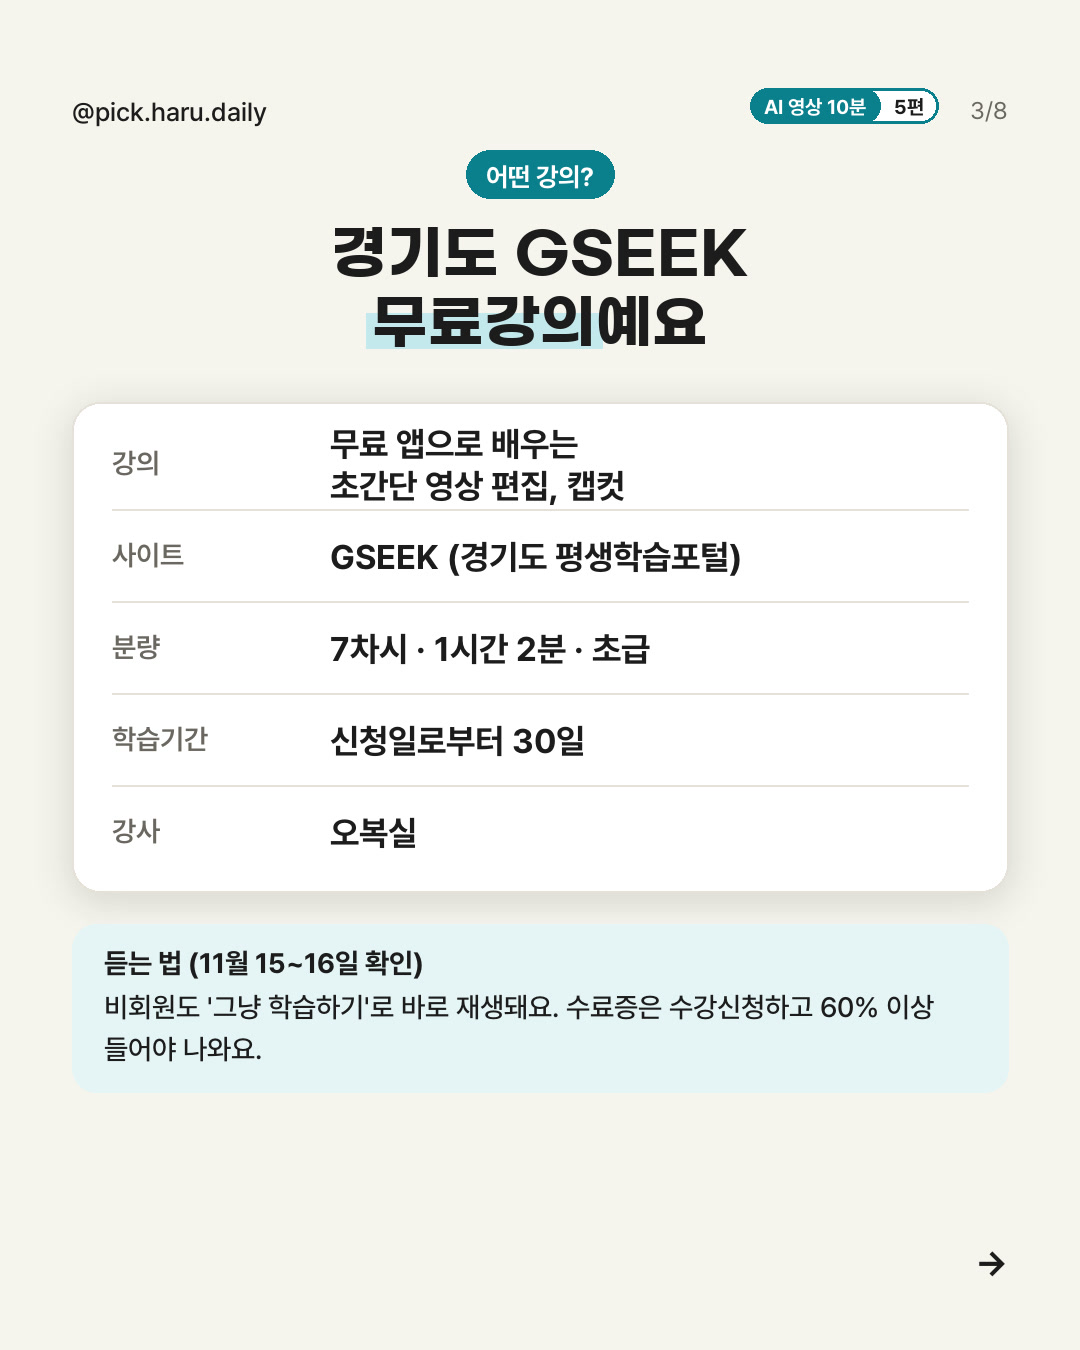 @pick.haru.daily
AI 영상 10분 5편 3/8
어떤 강의?
경기도 GSEEK
무료강의예요
강의
무료 앱으로 배우는
초간단 영상 편집, 캡컷
사이트
GSEEK (경기도 평생학습포털)
분량
7차시 · 1시간 2분 · 초급
학습기간
신청일로부터 30일
강사
오복실
듣는 법 (11월 15~16일 확인)
비회원도 '그냥 학습하기'로 바로 재생돼요. 수료증은 수강신청하고 60% 이상
들어야 나와요.
→